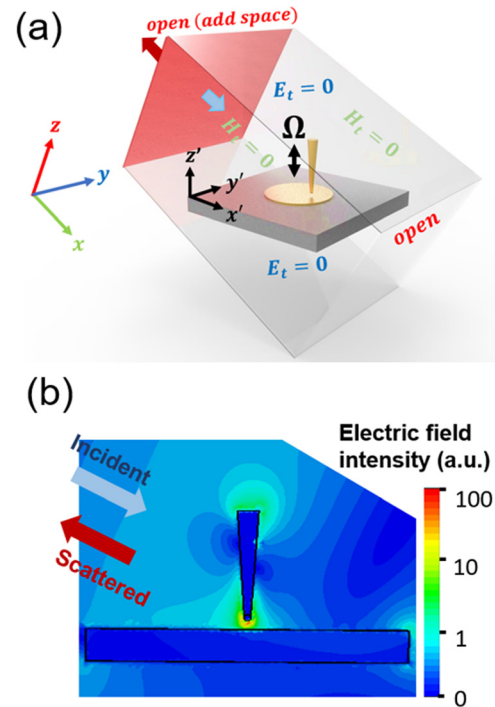 (a)
open (add space)
E_t = 0
H_t = 0
H_t = 0
Ω
z
y
x
z'
y'
x'
open
E_t = 0
(b)
Incident
Scattered
Electric field
intensity (a.u.)
100
10
1
0